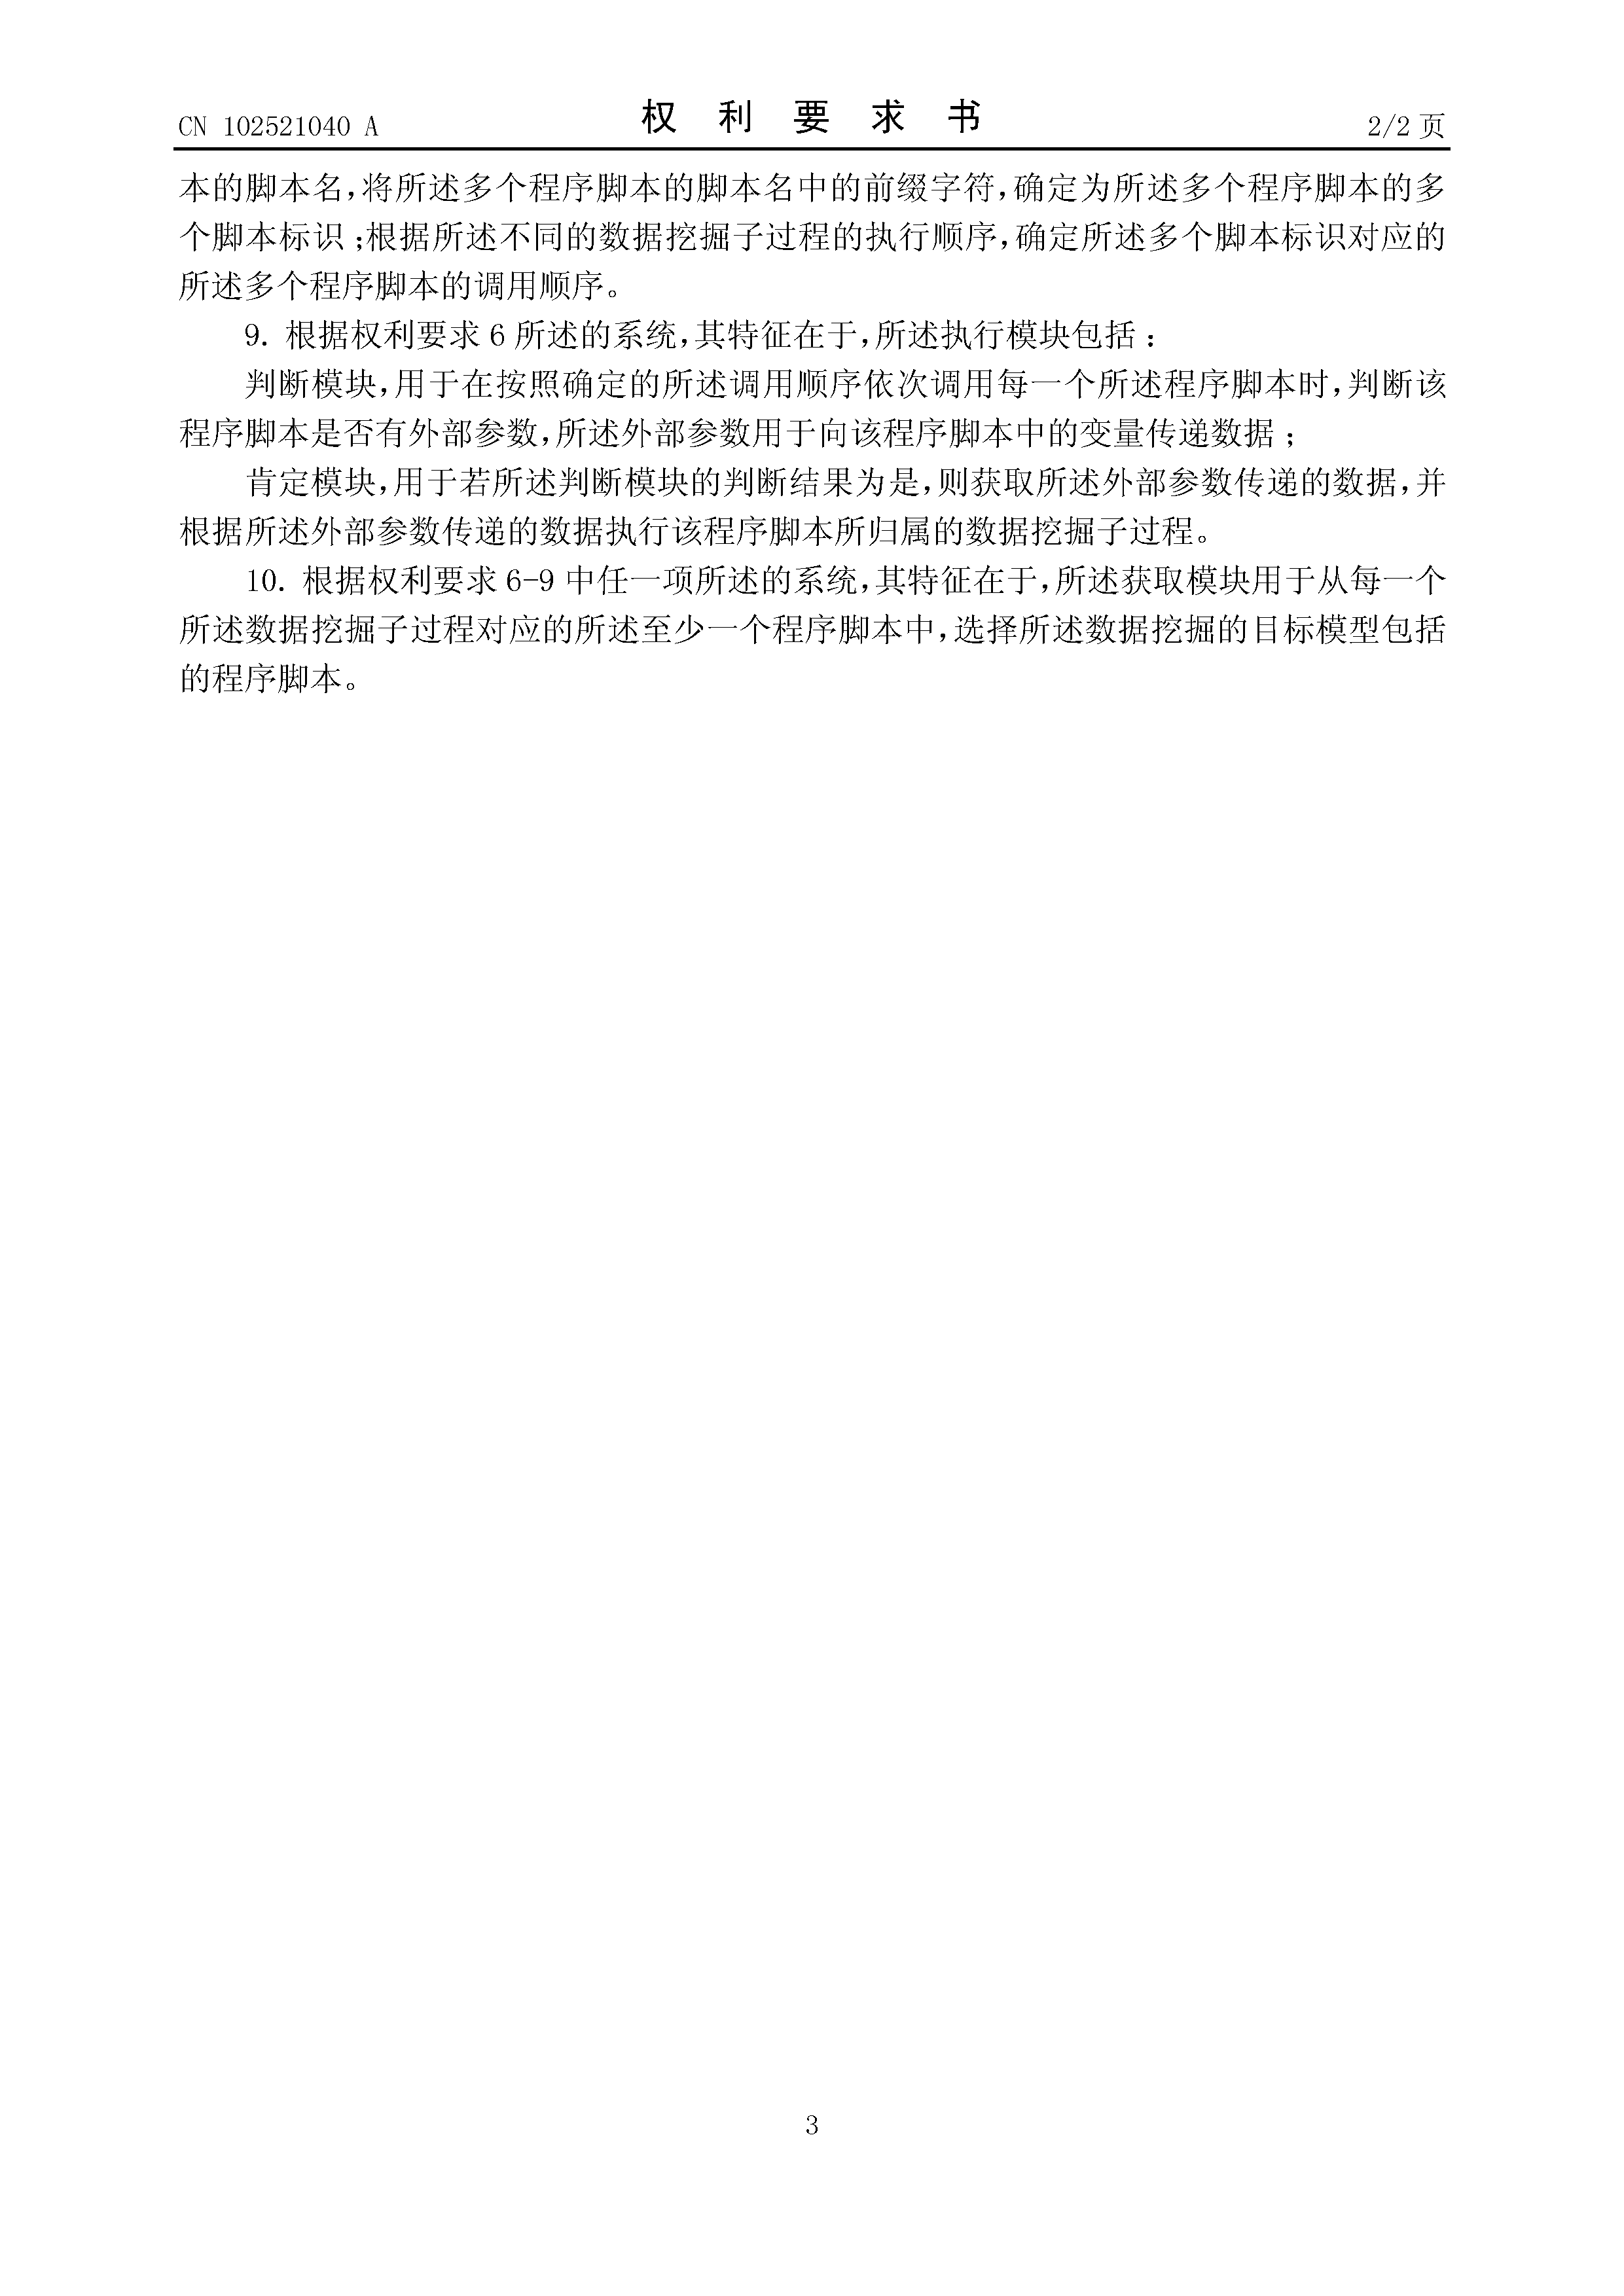 CN 102521040 A
权 利 要 求 书
2/2 页
本的脚本名,将所述多个程序脚本的脚本名中的前缀字符,确定为所述多个程序脚本的多
个脚本标识;根据所述不同的数据挖掘子过程的执行顺序,确定所述多个脚本标识对应的
所述多个程序脚本的调用顺序。
9. 根据权利要求 6 所述的系统,其特征在于,所述执行模块包括:
判断模块,用于在按照确定的所述调用顺序依次调用每一个所述程序脚本时,判断该
程序脚本是否有外部参数,所述外部参数用于向该程序脚本中的变量传递数据;
肯定模块,用于若所述判断模块的判断结果为是,则获取所述外部参数传递的数据,并
根据所述外部参数传递的数据执行该程序脚本所归属的数据挖掘子过程。
10. 根据权利要求 6-9 中任一项所述的系统,其特征在于,所述获取模块用于从每一个
所述数据挖掘子过程对应的所述至少一个程序脚本中,选择所述数据挖掘的目标模型包括
的程序脚本。
3